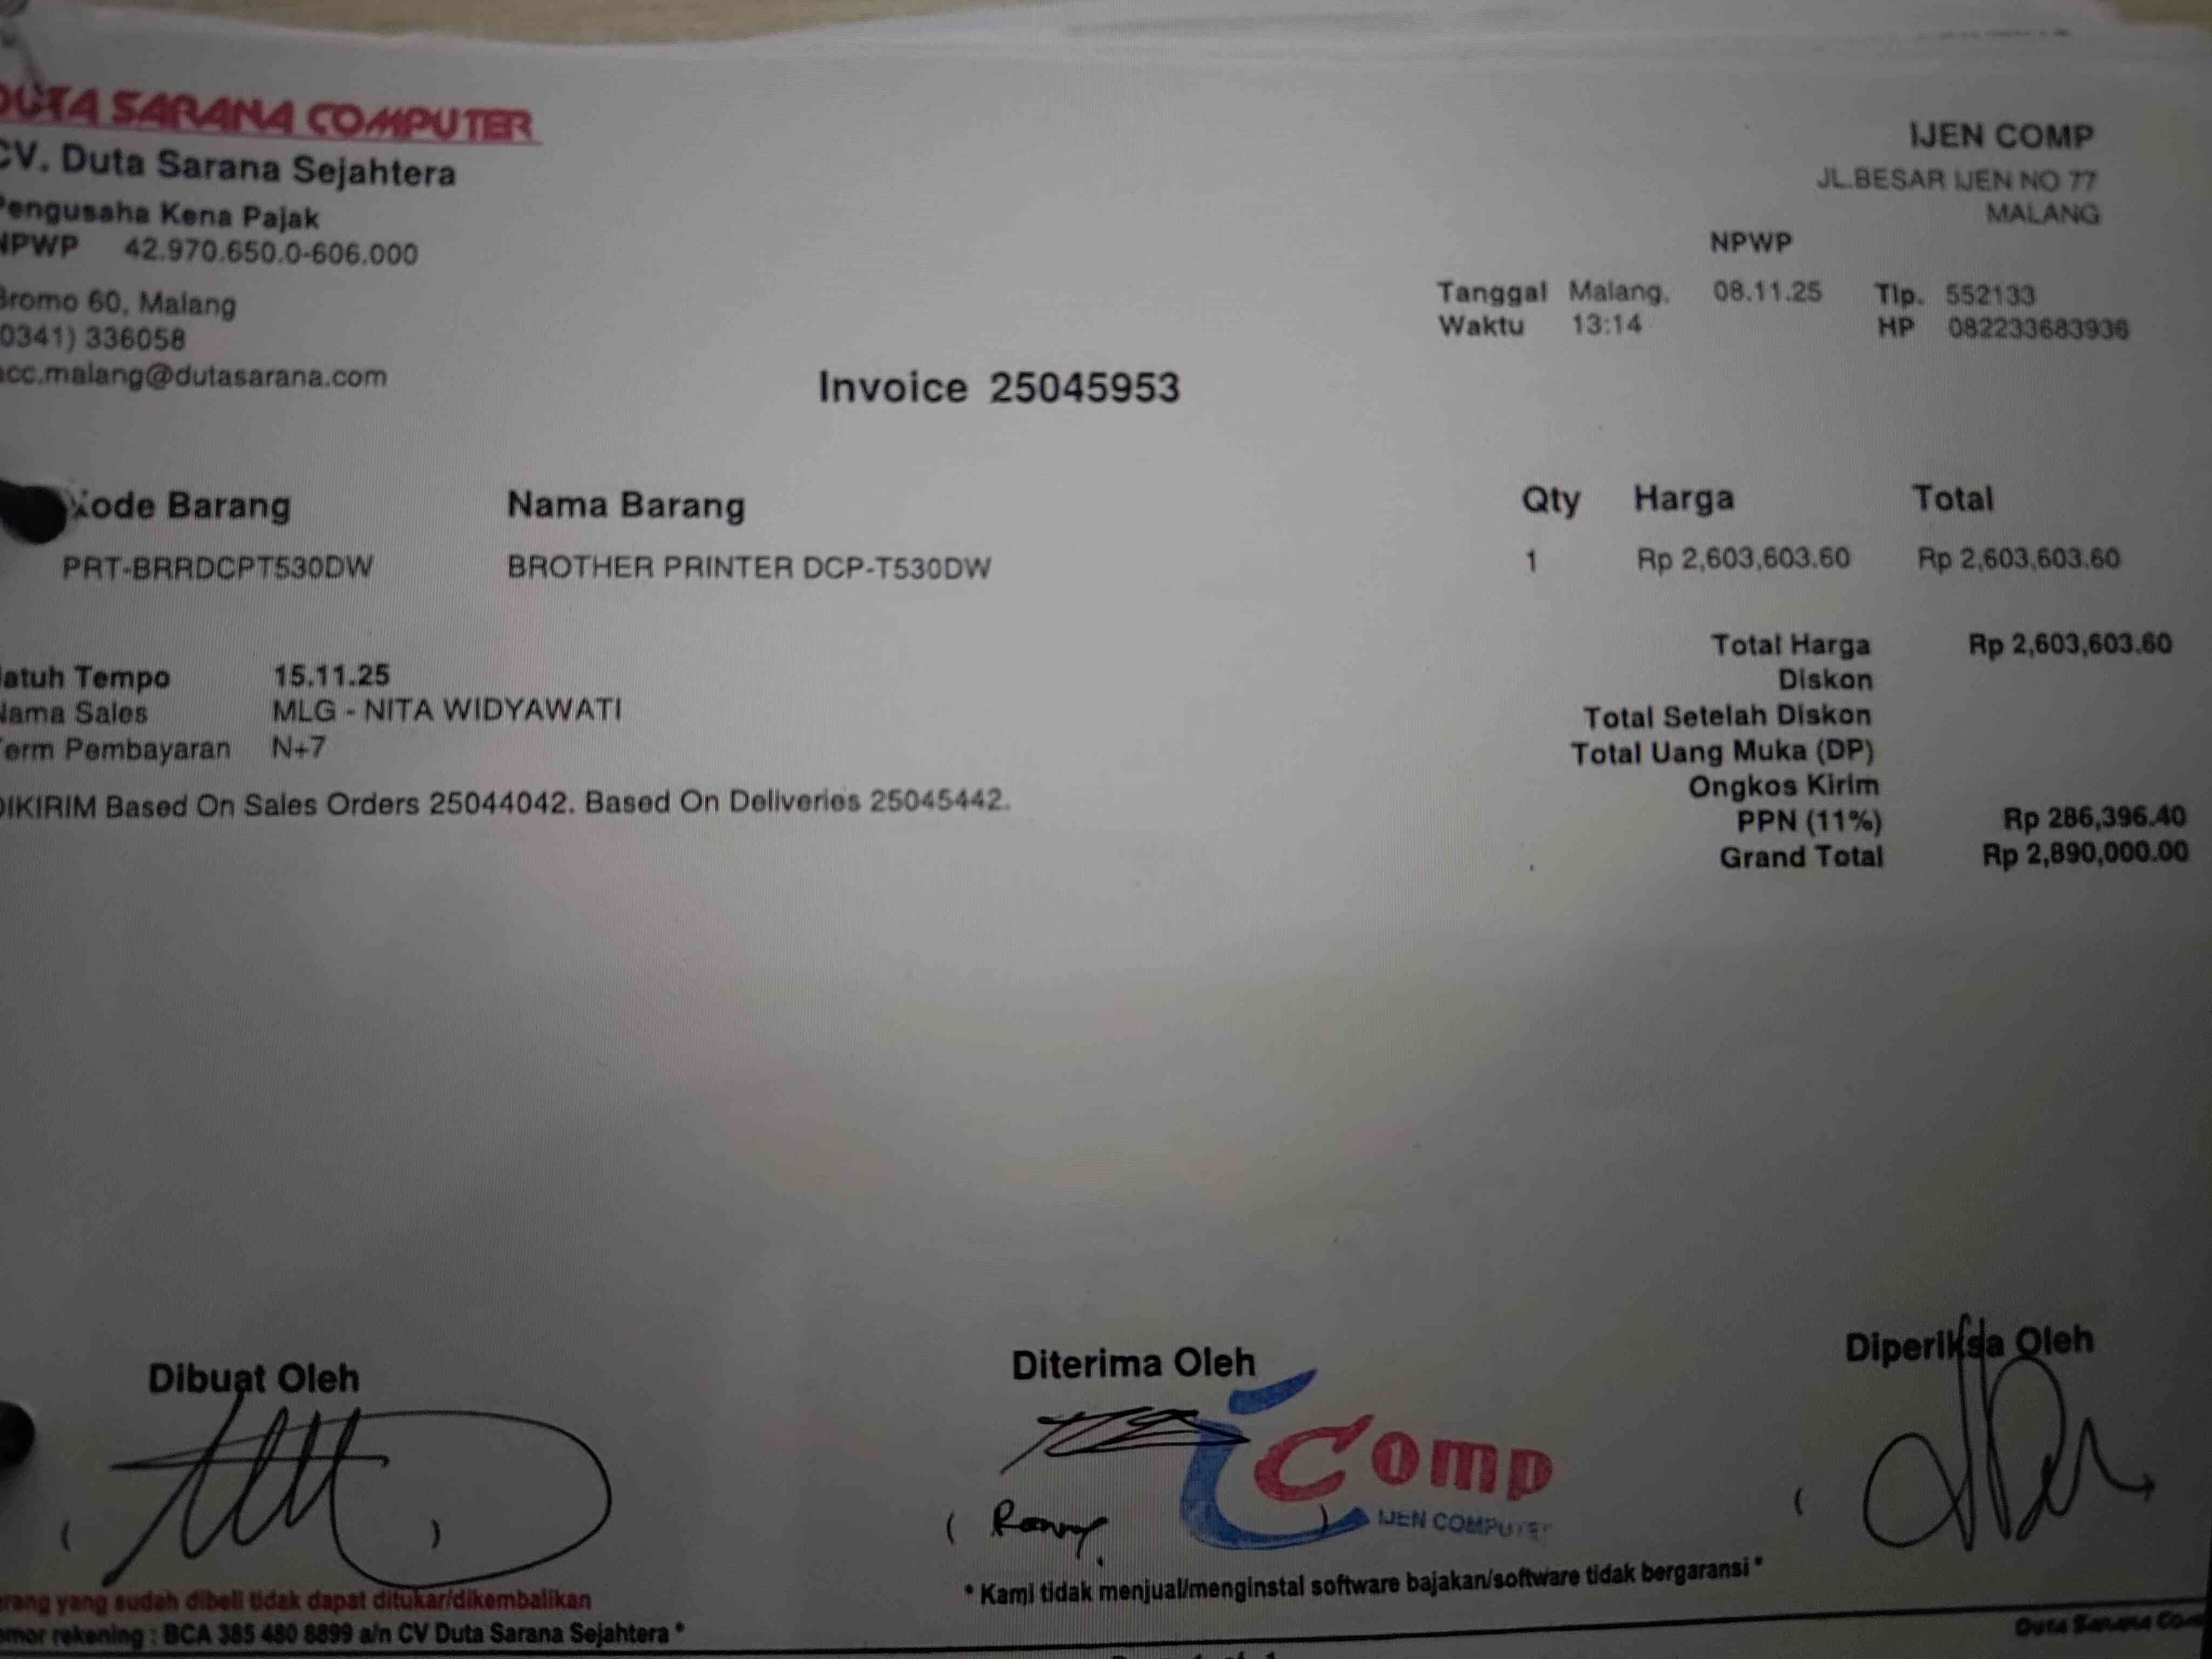 DUTA SARANA COMPUTER
CV. Duta Sarana Sejahtera
Pengusaha Kena Pajak
NPWP 42.970.650.0-606.000
Bromo 60, Malang
(0341) 336058
acc.malang@dutasarana.com
IJEN COMP
JL.BESAR IJEN NO 77
MALANG
NPWP
Tanggal Malang, 08.11.25 Tlp. 552133
Waktu 13:14 HP 082233683936
Invoice 25045953
Kode Barang Nama Barang Qty Harga Total
PRT-BRRDCPT530DW BROTHER PRINTER DCP-T530DW 1 Rp 2,603,603.60 Rp 2,603,603.60
Jatuh Tempo 15.11.25
Nama Sales MLG - NITA WIDYAWATI
Term Pembayaran N+7
DIKIRIM Based On Sales Orders 25044042. Based On Deliveries 25045442.
Total Harga Rp 2,603,603.60
Diskon
Total Setelah Diskon
Total Uang Muka (DP)
Ongkos Kirim
PPN (11%) Rp 286,396.40
Grand Total Rp 2,890,000.00
Dibuat Oleh Diterima Oleh Diperiksa Oleh
iComp
IJEN COMPUTER
* Kami tidak menjual/menginstal software bajakan/software tidak bergaransi *
arang yang sudah dibeli tidak dapat ditukar/dikembalikan
omor rekening : BCA 385 480 8899 a/n CV Duta Sarana Sejahtera *
Duta Sarana Com